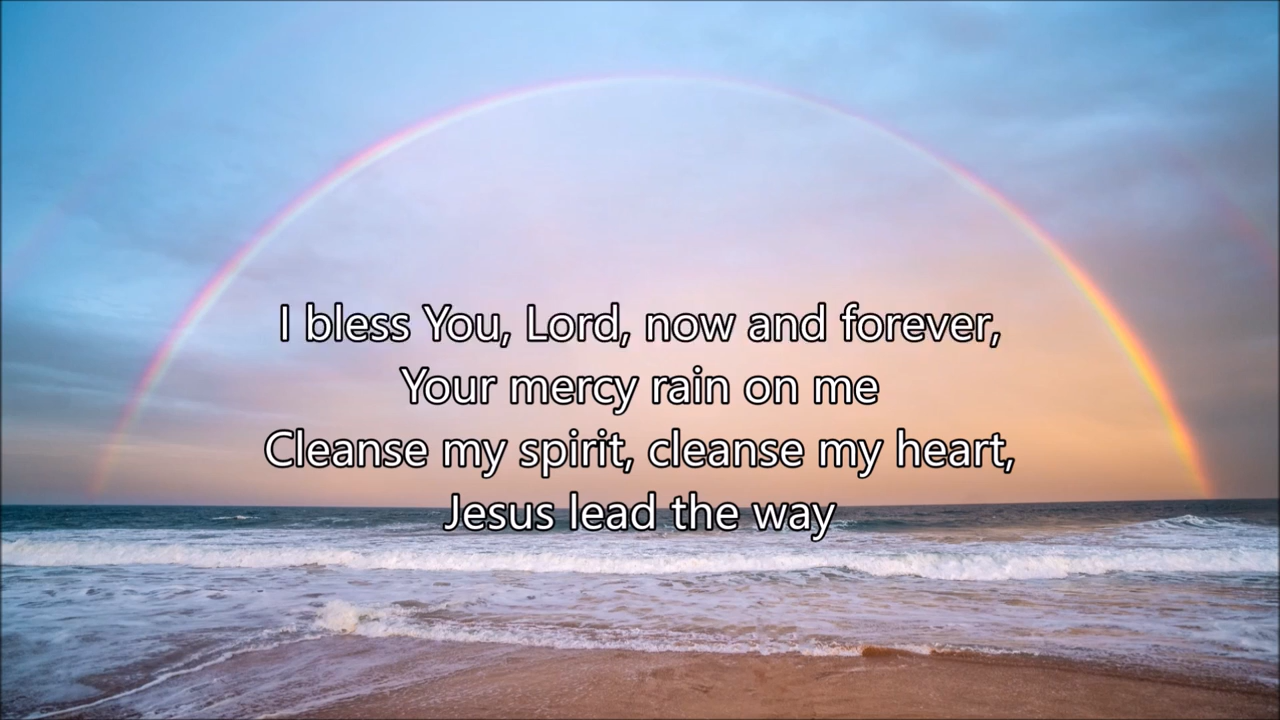 I bless You, Lord, now and forever,
Your mercy rain on me
Cleanse my spirit, cleanse my heart,
Jesus lead the way